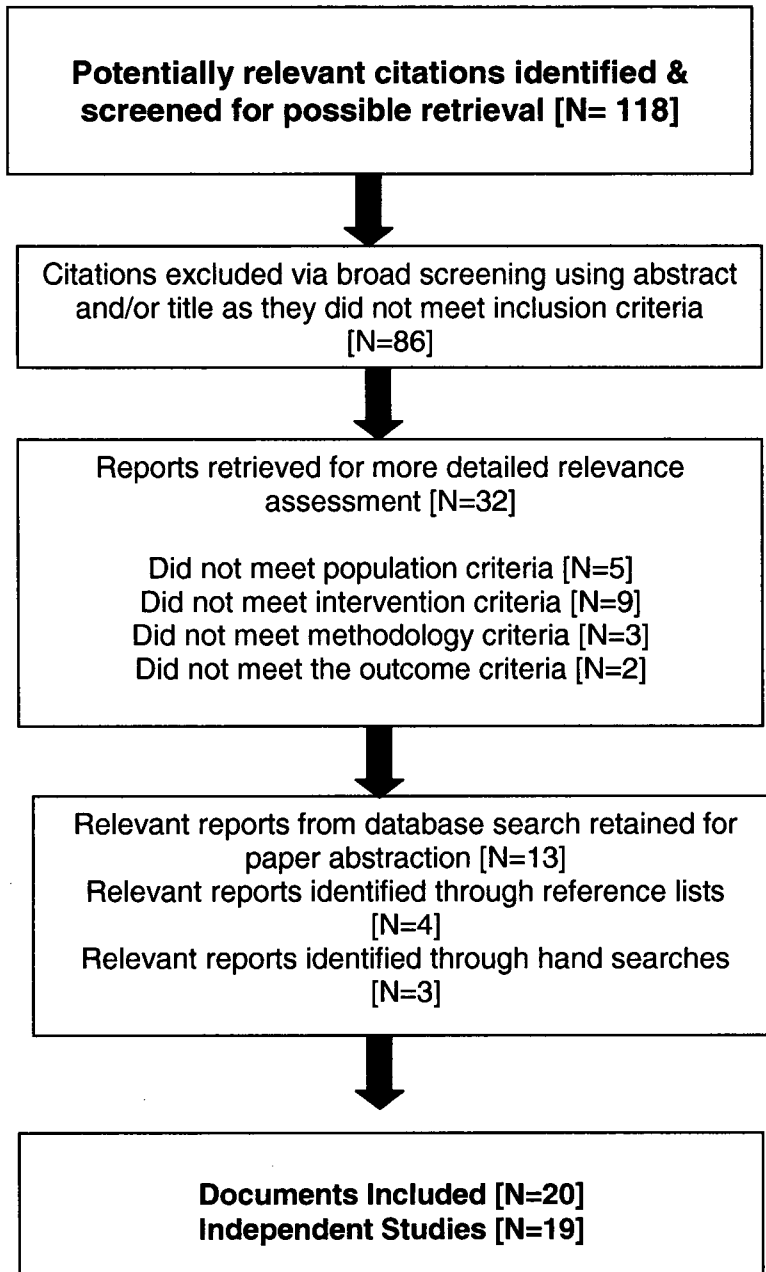 Potentially relevant citations identified &
screened for possible retrieval [N= 118]
Citations excluded via broad screening using abstract
and/or title as they did not meet inclusion criteria
[N=86]
Reports retrieved for more detailed relevance
assessment [N=32]
Did not meet population criteria [N=5]
Did not meet intervention criteria [N=9]
Did not meet methodology criteria [N=3]
Did not meet the outcome criteria [N=2]
Relevant reports from database search retained for
paper abstraction [N=13]
Relevant reports identified through reference lists
[N=4]
Relevant reports identified through hand searches
[N=3]
Documents Included [N=20]
Independent Studies [N=19]